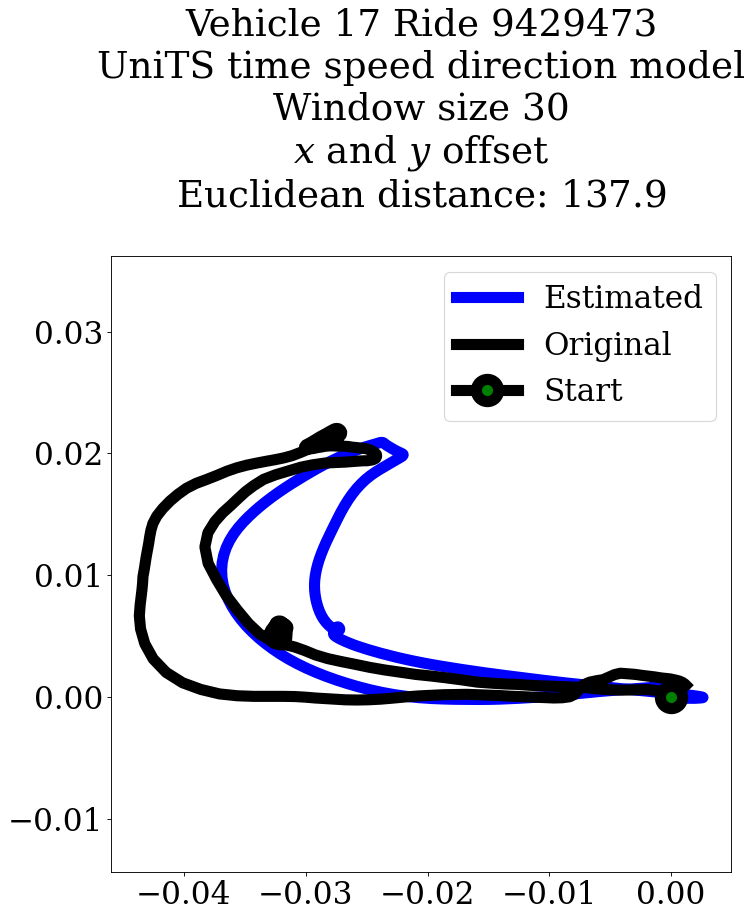 Vehicle 17 Ride 9429473
UniTS time speed direction model
Window size 30
x and y offset
Euclidean distance: 137.9
Estimated
Original
Start
0.03
0.02
0.01
0.00
−0.01
−0.04
−0.03
−0.02
−0.01
0.00